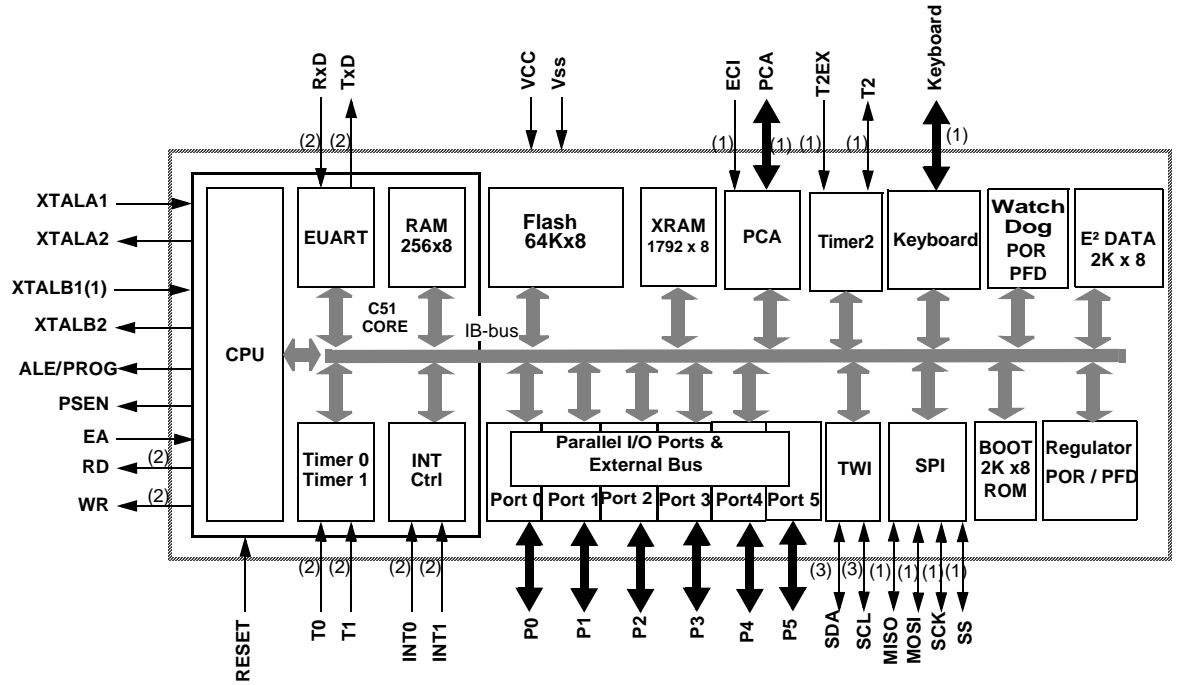 RxD
TxD
VCC
Vss
ECI
PCA
T2EX
T2
Keyboard
(2)
(2)
(1)
(1)
(1)
(1)
(1)
XTALA1
XTALA2
XTALB1(1)
XTALB2
ALE/PROG
PSEN
EA
RD
(2)
WR
(2)
CPU
EUART
RAM
256x8
C51
CORE
IB-bus
Flash
64Kx8
XRAM
1792 x 8
PCA
Timer2
Keyboard
Watch
Dog
POR
PFD
E² DATA
2K x 8
Timer 0
Timer 1
INT
Ctrl
Parallel I/O Ports &
External Bus
Port 0
Port 1
Port 2
Port 3
Port4
Port 5
TWI
SPI
BOOT
2K x8
ROM
Regulator
POR / PFD
(2)
(2)
(2)
(2)
(3)
(3)
(1)
(1)
(1)
(1)
RESET
T0
T1
INT0
INT1
P0
P1
P2
P3
P4
P5
SDA
SCL
MISO
MOSI
SCK
SS